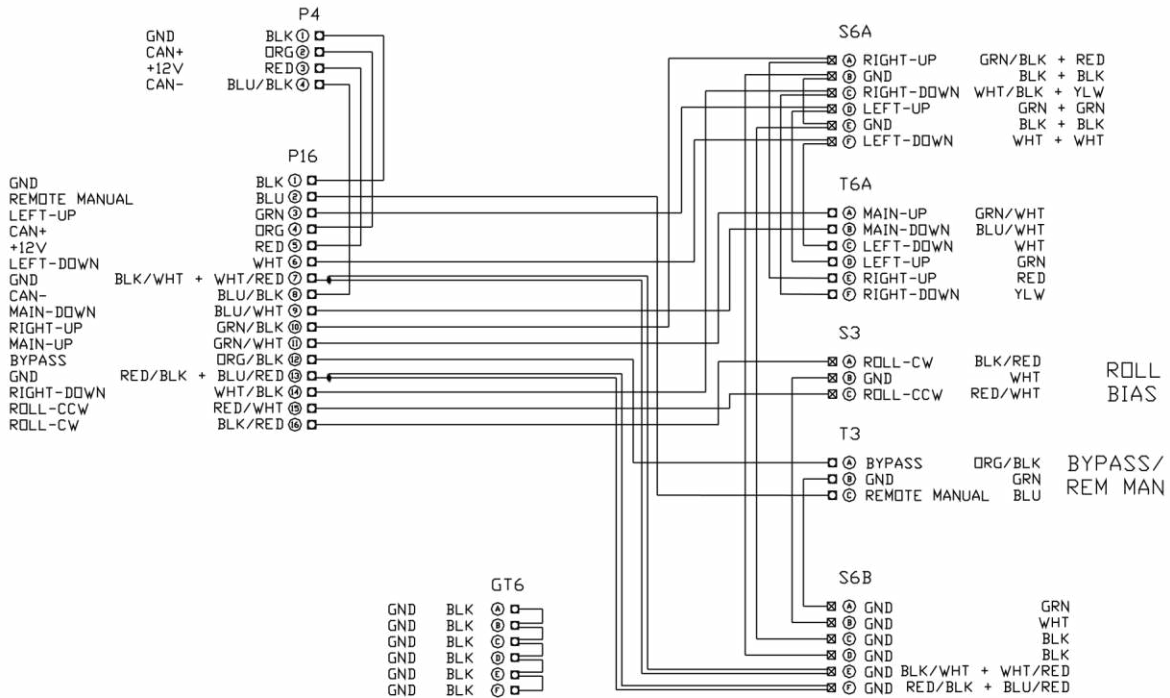 P4
GND BLK 1
CAN+ ORG 2
+12V RED 3
CAN- BLU/BLK 4
P16
GND BLK 1
REMOTE MANUAL BLU 2
LEFT-UP GRN 3
CAN+ ORG 4
+12V RED 5
LEFT-DOWN WHT 6
GND BLK/WHT + WHT/RED 7
CAN- BLU/BLK 8
MAIN-DOWN BLU/WHT 9
RIGHT-UP GRN/BLK 10
MAIN-UP GRN/WHT 11
BYPASS ORG/BLK 12
GND RED/BLK + BLU/RED 13
RIGHT-DOWN WHT/BLK 14
ROLL-CCW RED/WHT 15
ROLL-CW BLK/RED 16
GT6
GND BLK A
GND BLK B
GND BLK C
GND BLK D
GND BLK E
GND BLK F
S6A
A RIGHT-UP GRN/BLK + RED
B GND BLK + BLK
C RIGHT-DOWN WHT/BLK + YLW
D LEFT-UP GRN + GRN
E GND BLK + BLK
F LEFT-DOWN WHT + WHT
T6A
A MAIN-UP GRN/WHT
B MAIN-DOWN BLU/WHT
C LEFT-DOWN WHT
D LEFT-UP GRN
E RIGHT-UP RED
F RIGHT-DOWN YLW
S3
A ROLL-CW BLK/RED
B GND WHT
C ROLL-CCW RED/WHT
ROLL
BIAS
T3
A BYPASS ORG/BLK
B GND GRN
C REMOTE MANUAL BLU
BYPASS/
REM MAN
S6B
A GND GRN
B GND WHT
C GND BLK
D GND BLK
E GND BLK/WHT + WHT/RED
F GND RED/BLK + BLU/RED